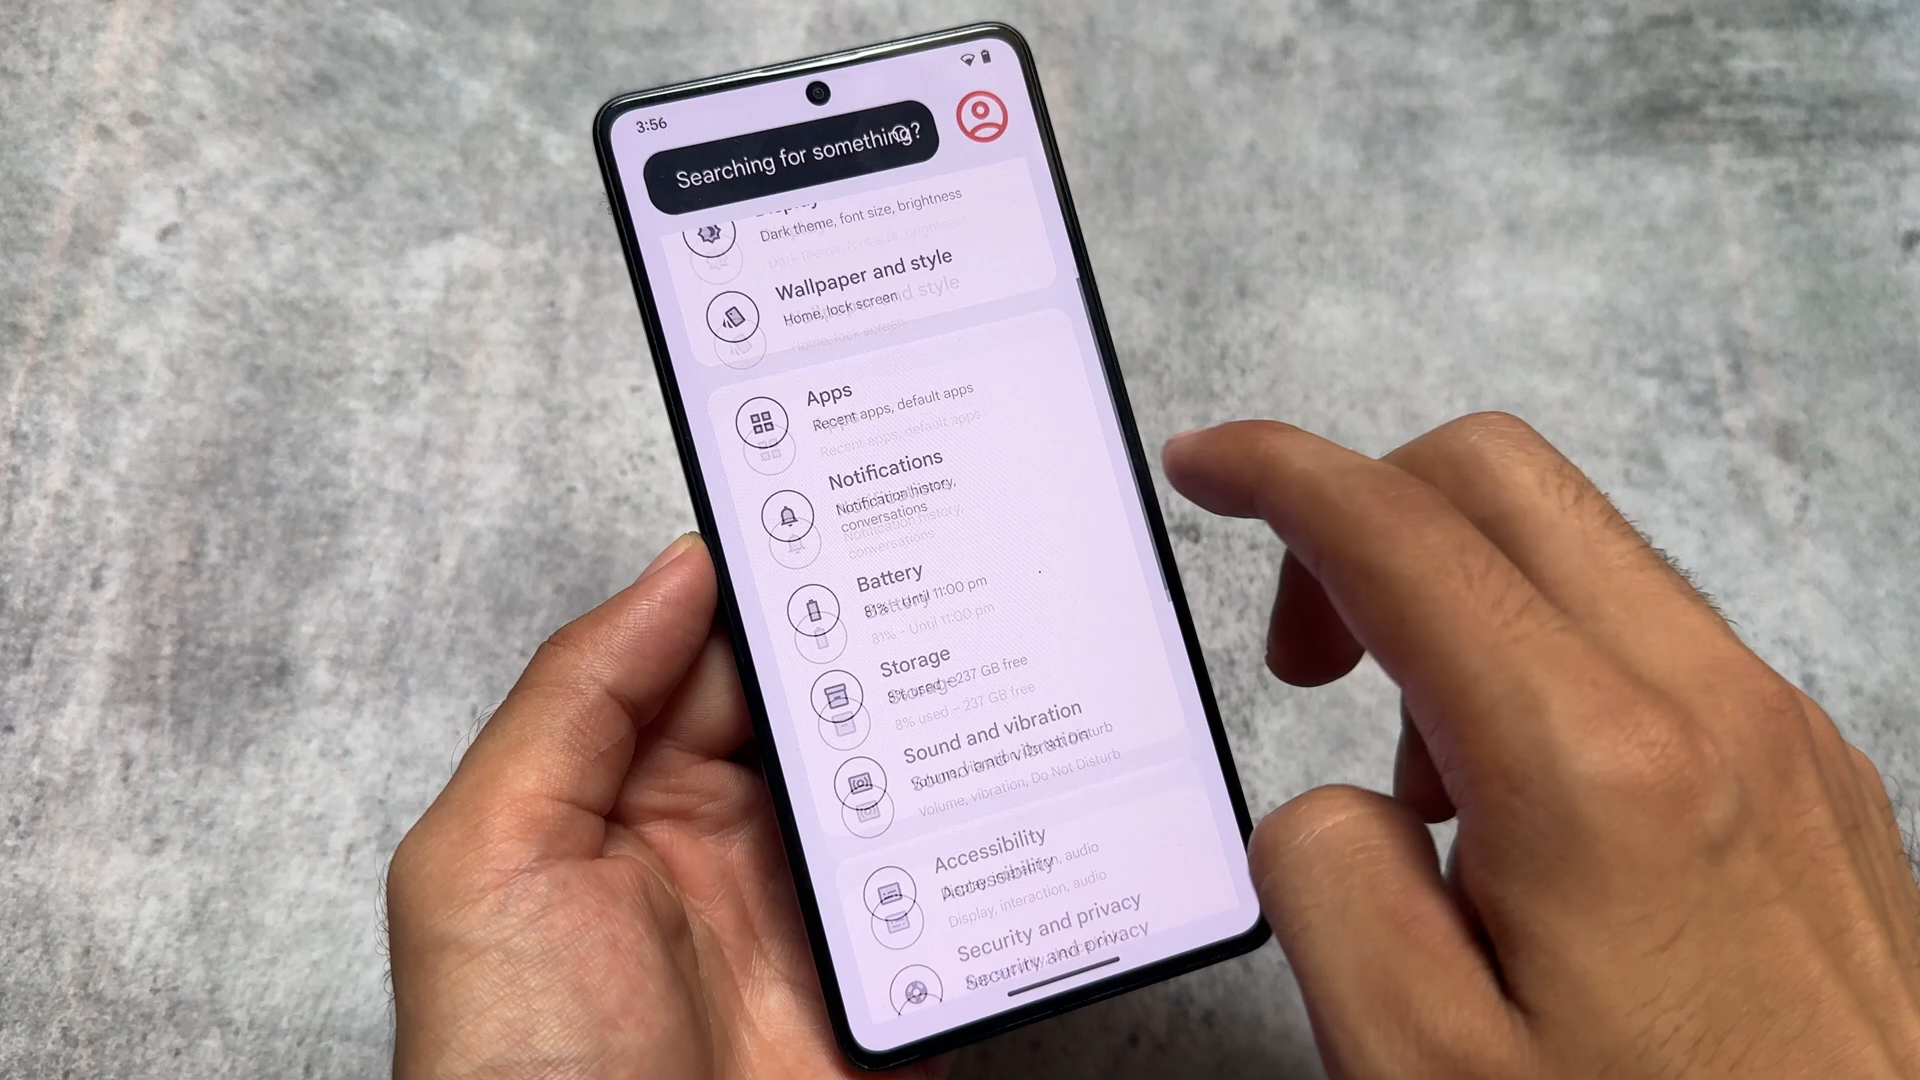 3:56
Searching for something?
Display
Dark theme, font size, brightness
Wallpaper and style
Home, lock screen
Apps
Recent apps, default apps
Notifications
Notification history,
conversations
Battery
81% - Until 11:00 pm
Storage
8% used – 237 GB free
Sound and vibration
Volume, vibration, Do Not Disturb
Accessibility
Display, interaction, audio
Security and privacy